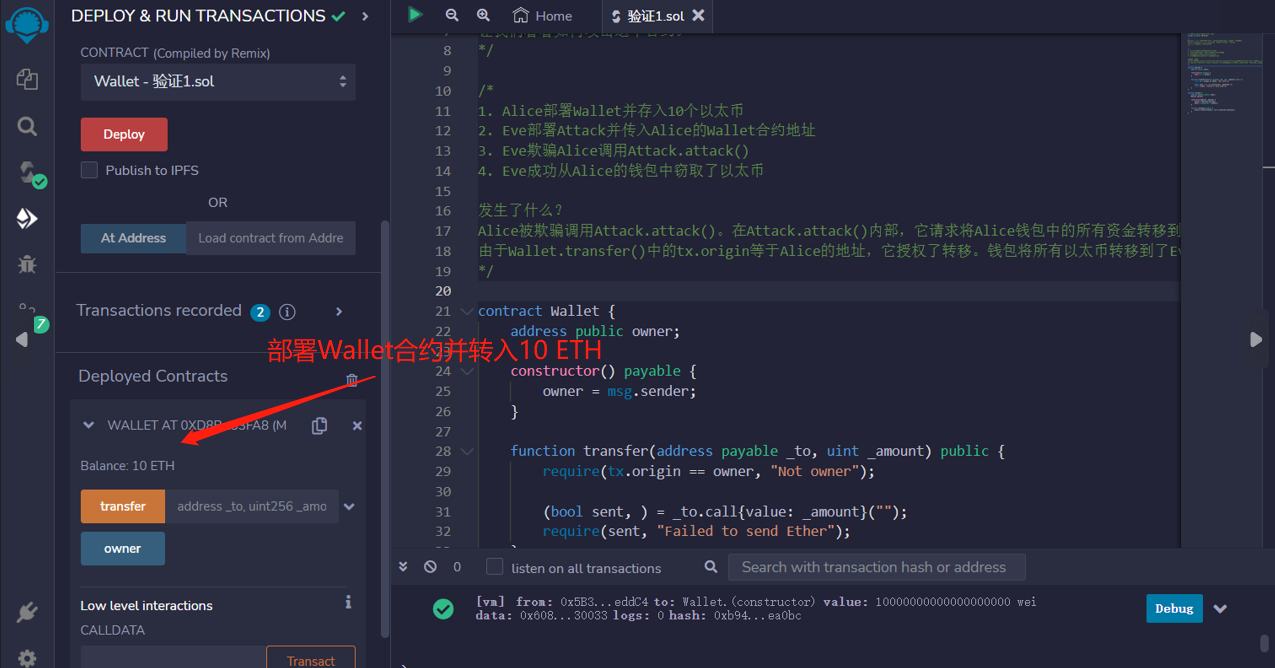 DEPLOY & RUN TRANSACTIONS
CONTRACT (Compiled by Remix)
Wallet - 验证1.sol
Deploy
Publish to IPFS
OR
At Address
Load contract from Addre
Transactions recorded 2 i
Deployed Contracts
Balance: 10 ETH
transfer
address _to, uint256 _amo
owner
Low level interactions
i
CALLDATA
Transact
7
部署Wallet合约并转入10 ETH
Home
验证1.sol
8 */
9
10 /*
11 1. Alice部署Wallet并存入10个以太币
12 2. Eve部署Attack并传入Alice的Wallet合约地址
13 3. Eve欺骗Alice调用Attack.attack()
14 4. Eve成功从Alice的钱包中窃取了以太币
15
16 发生了什么？
17 Alice被欺骗调用Attack.attack()。在Attack.attack()内部，它请求将Alice钱包中的所有资金转移到
18 由于Wallet.transfer()中的tx.origin等于Alice的地址，它授权了转移。钱包将所有以太币转移到了Ev
19 */
20
21 contract Wallet {
22 address public owner;
24 constructor() payable {
25 owner = msg.sender;
26 }
27
28 function transfer(address payable _to, uint _amount) public {
29 require(tx.origin == owner, "Not owner");
30
31 (bool sent, ) = _to.call{value: _amount}("");
32 require(sent, "Failed to send Ether");
0
listen on all transactions
Search with transaction hash or address
[vm] from: 0x5B3...eddC4 to: Wallet.(constructor) value: 10000000000000000000 wei
data: 0x608...30033 logs: 0 hash: 0xb94...ea0bc
Debug